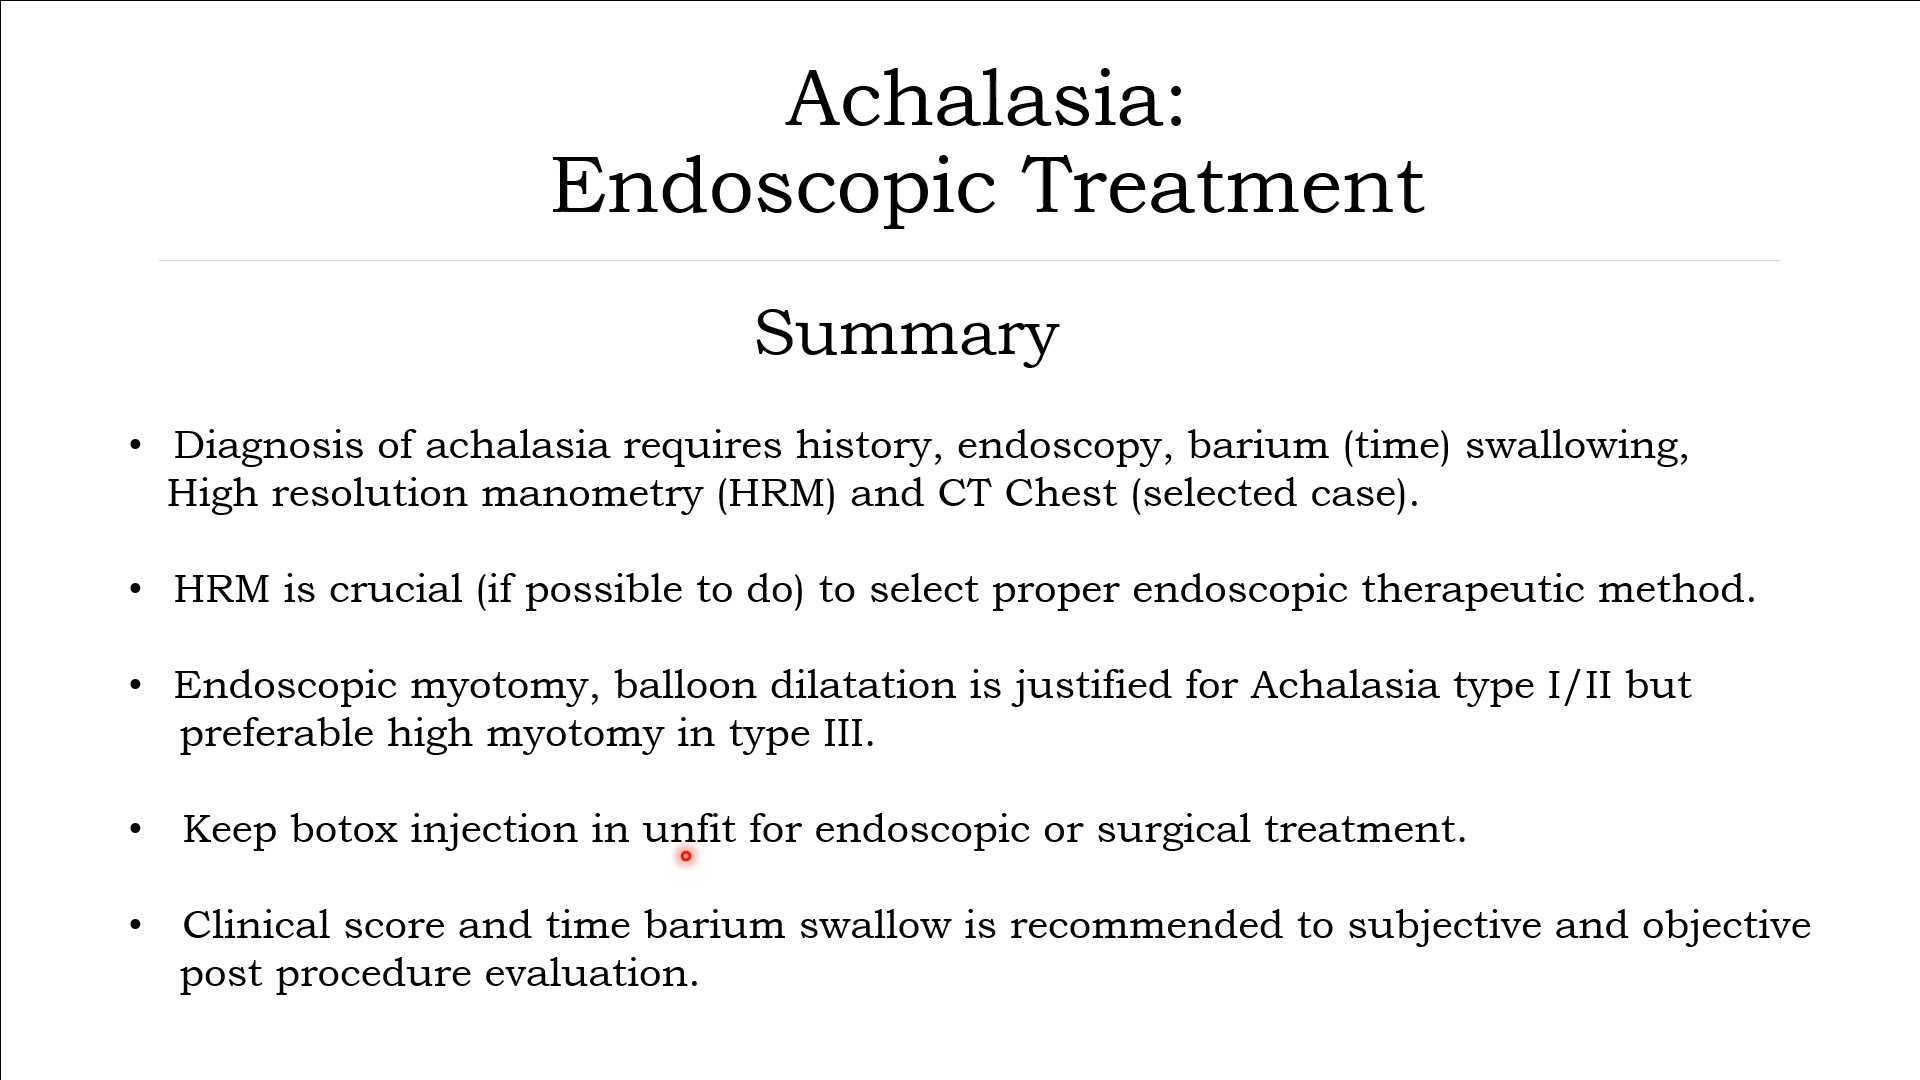 Achalasia:
Endoscopic Treatment
Summary
• Diagnosis of achalasia requires history, endoscopy, barium (time) swallowing,
High resolution manometry (HRM) and CT Chest (selected case).
• HRM is crucial (if possible to do) to select proper endoscopic therapeutic method.
• Endoscopic myotomy, balloon dilatation is justified for Achalasia type I/II but
preferable high myotomy in type III.
• Keep botox injection in unfit for endoscopic or surgical treatment.
• Clinical score and time barium swallow is recommended to subjective and objective
post procedure evaluation.